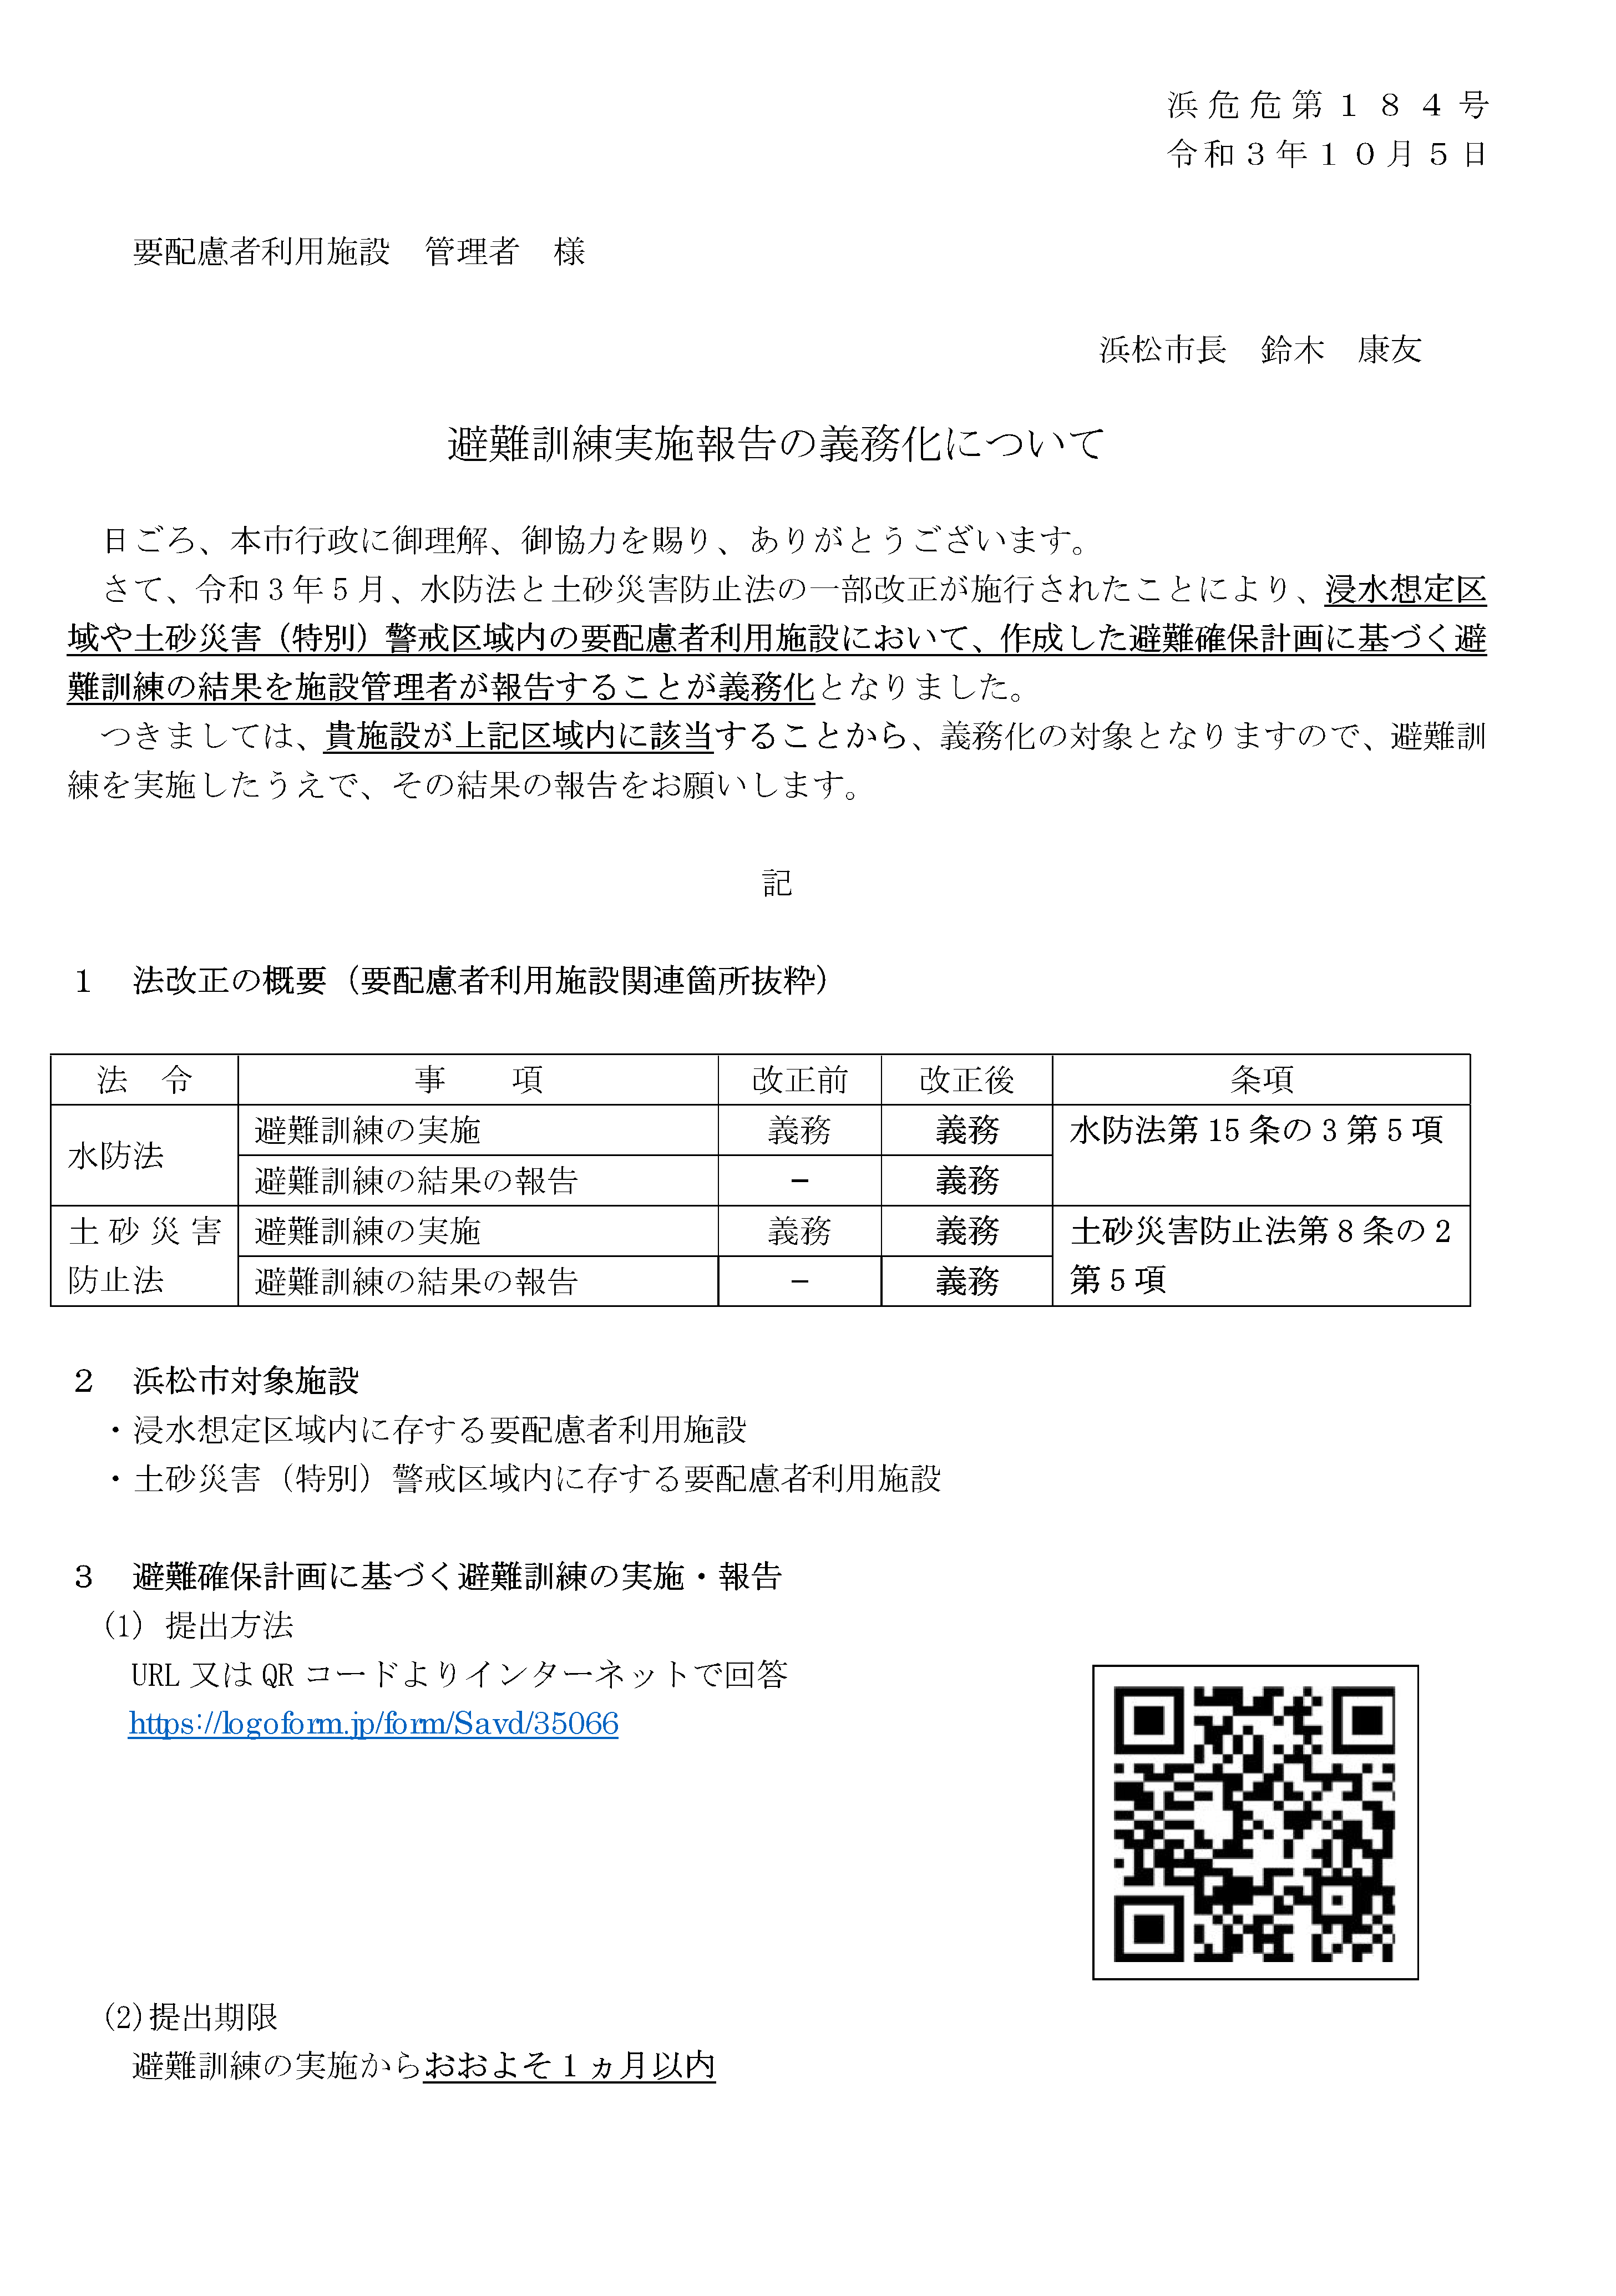 浜危危第１８４号
令和３年１０月５日
要配慮者利用施設　管理者　様
浜松市長　鈴木　康友
避難訓練実施報告の義務化について
日ごろ、本市行政に御理解、御協力を賜り、ありがとうございます。
さて、令和３年５月、水防法と土砂災害防止法の一部改正が施行されたことにより、浸水想定区
域や土砂災害（特別）警戒区域内の要配慮者利用施設において、作成した避難確保計画に基づく避
難訓練の結果を施設管理者が報告することが義務化となりました。
つきましては、貴施設が上記区域内に該当することから、義務化の対象となりますので、避難訓
練を実施したうえで、その結果の報告をお願いします。
記
１　法改正の概要（要配慮者利用施設関連箇所抜粋）
法　令　事　　項　改正前　改正後　条項
水防法　避難訓練の実施　義務　義務　水防法第 15 条の３第５項
避難訓練の結果の報告　－　義務
土砂災害　避難訓練の実施　義務　義務　土砂災害防止法第８条の２
防止法　避難訓練の結果の報告　－　義務　第５項
２　浜松市対象施設
・浸水想定区域内に存する要配慮者利用施設
・土砂災害（特別）警戒区域内に存する要配慮者利用施設
３　避難確保計画に基づく避難訓練の実施・報告
(1) 提出方法
URL 又は QR コードよりインターネットで回答
https://logoform.jp/form/Savd/35066
(2)提出期限
避難訓練の実施からおおよそ１ヵ月以内